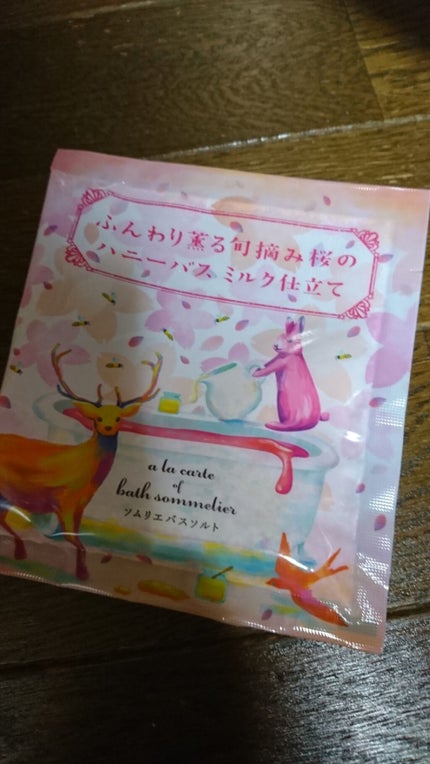 ふんわり薫る旬摘み桜の
ハニーバス ミルク仕立て
a la carte
of
bath sommelier
ソムリエバスソルト